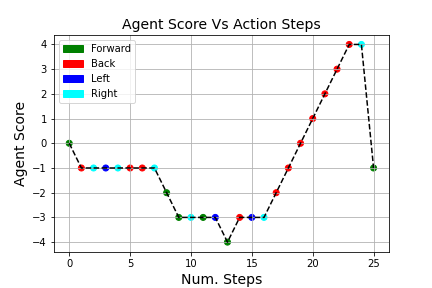 Agent Score Vs Action Steps
Agent Score
4
3
2
1
0
−1
−2
−3
−4
Forward
Back
Left
Right
0 5 10 15 20 25
Num. Steps